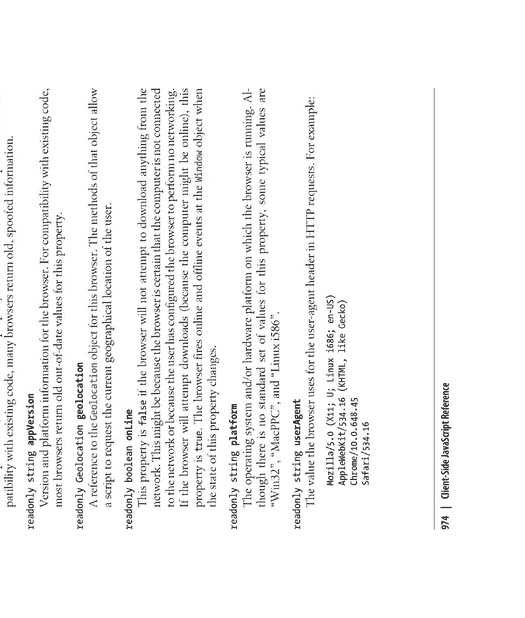 patibility with existing code, many browsers return old, spoofed information.
readonly string appVersion
Version and platform information for the browser. For compatibility with existing code,
most browsers return old out-of-date values for this property.
readonly Geolocation geolocation
A reference to the Geolocation object for this browser. The methods of that object allow
a script to request the current geographical location of the user.
readonly boolean onLine
This property is false if the browser will not attempt to download anything from the
network. This might be because the browser is certain that the computer is not connected
to the network or because the user has configured the browser to perform no networking.
If the browser will attempt downloads (because the computer might be online), this
property is true. The browser fires online and offline events at the Window object when
the state of this property changes.
readonly string platform
The operating system and/or hardware platform on which the browser is running. Al-
though there is no standard set of values for this property, some typical values are
“Win32”, “MacPPC”, and “Linux i586”.
readonly string userAgent
The value the browser uses for the user-agent header in HTTP requests. For example:
Mozilla/5.0 (X11; U; Linux i686; en-US)
AppleWebKit/534.16 (KHTML, like Gecko)
Chrome/10.0.648.45
Safari/534.16
974 | Client-Side JavaScript Reference